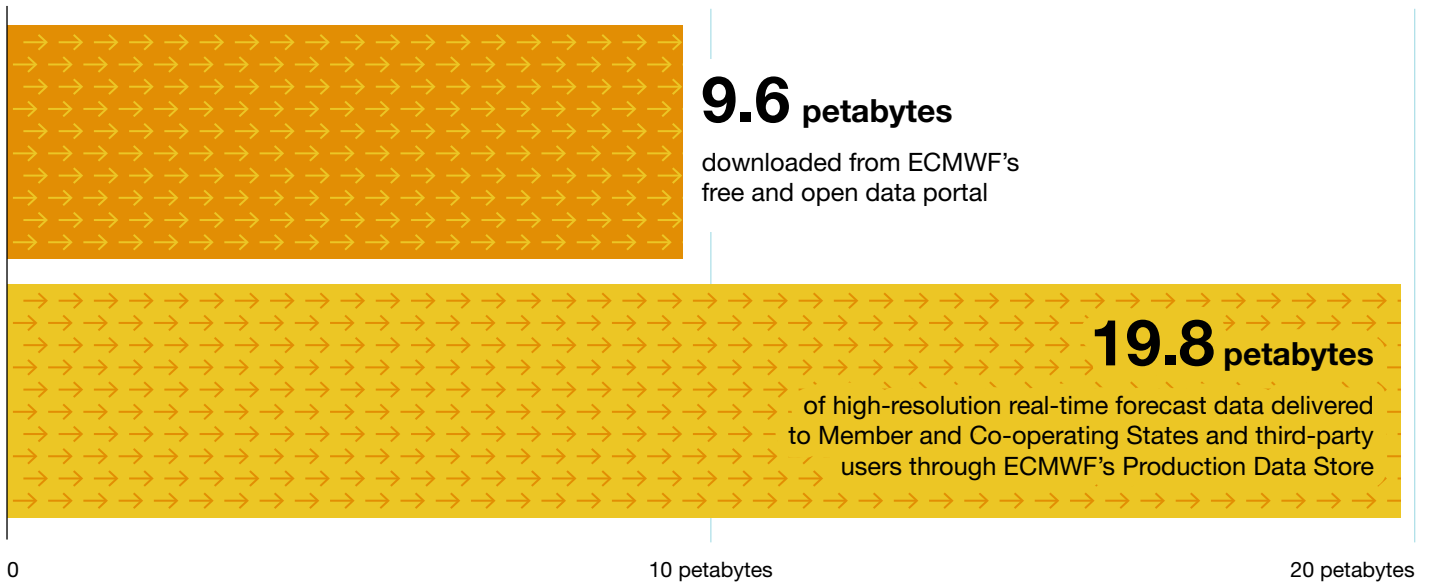 9.6 petabytes
downloaded from ECMWF’s
free and open data portal
19.8 petabytes
of high-resolution real-time forecast data delivered
to Member and Co-operating States and third-party
users through ECMWF’s Production Data Store
0
10 petabytes
20 petabytes